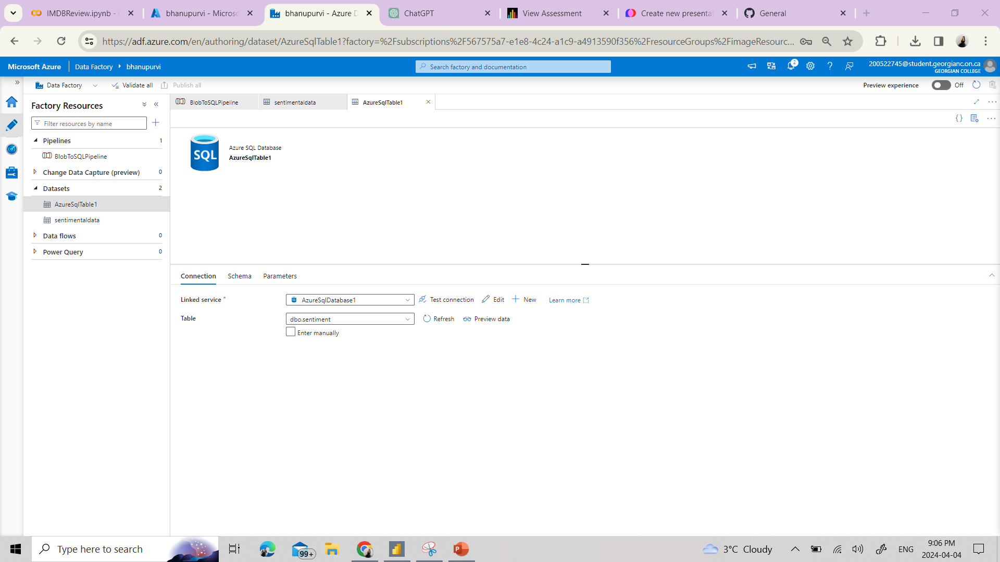 IMDBReview.ipynb -
bhanupurvi - Microsc
bhanupurvi - Azure D
ChatGPT
View Assessment
Create new presentat
General
https://adf.azure.com/en/authoring/dataset/AzureSqlTable1?factory=%2Fsubscriptions%2F567575a7-e1e8-4c24-a1c9-a4913590f356%2FresourceGroups%2FimageResourc...
Microsoft Azure
Data Factory
bhanupurvi
Search factory and documentation
2
200522745@student.georgianc.on.ca
GEORGIAN COLLEGE
Data Factory
Validate all
Publish all
Preview experience
Off
Factory Resources
Filter resources by name
Pipelines 1
BlobToSQLPipeline
Change Data Capture (preview) 0
Datasets 2
AzureSqlTable1
sentimentaldata
Data flows 0
Power Query 0
BlobToSQLPipeline
sentimentaldata
AzureSqlTable1
SQL
Azure SQL Database
AzureSqlTable1
Connection
Schema
Parameters
Linked service *
AzureSqlDatabase1
Test connection
Edit
New
Learn more
Table
dbo.sentiment
Refresh
Preview data
Enter manually
Type here to search
99+
3°C Cloudy
ENG
9:06 PM
2024-04-04